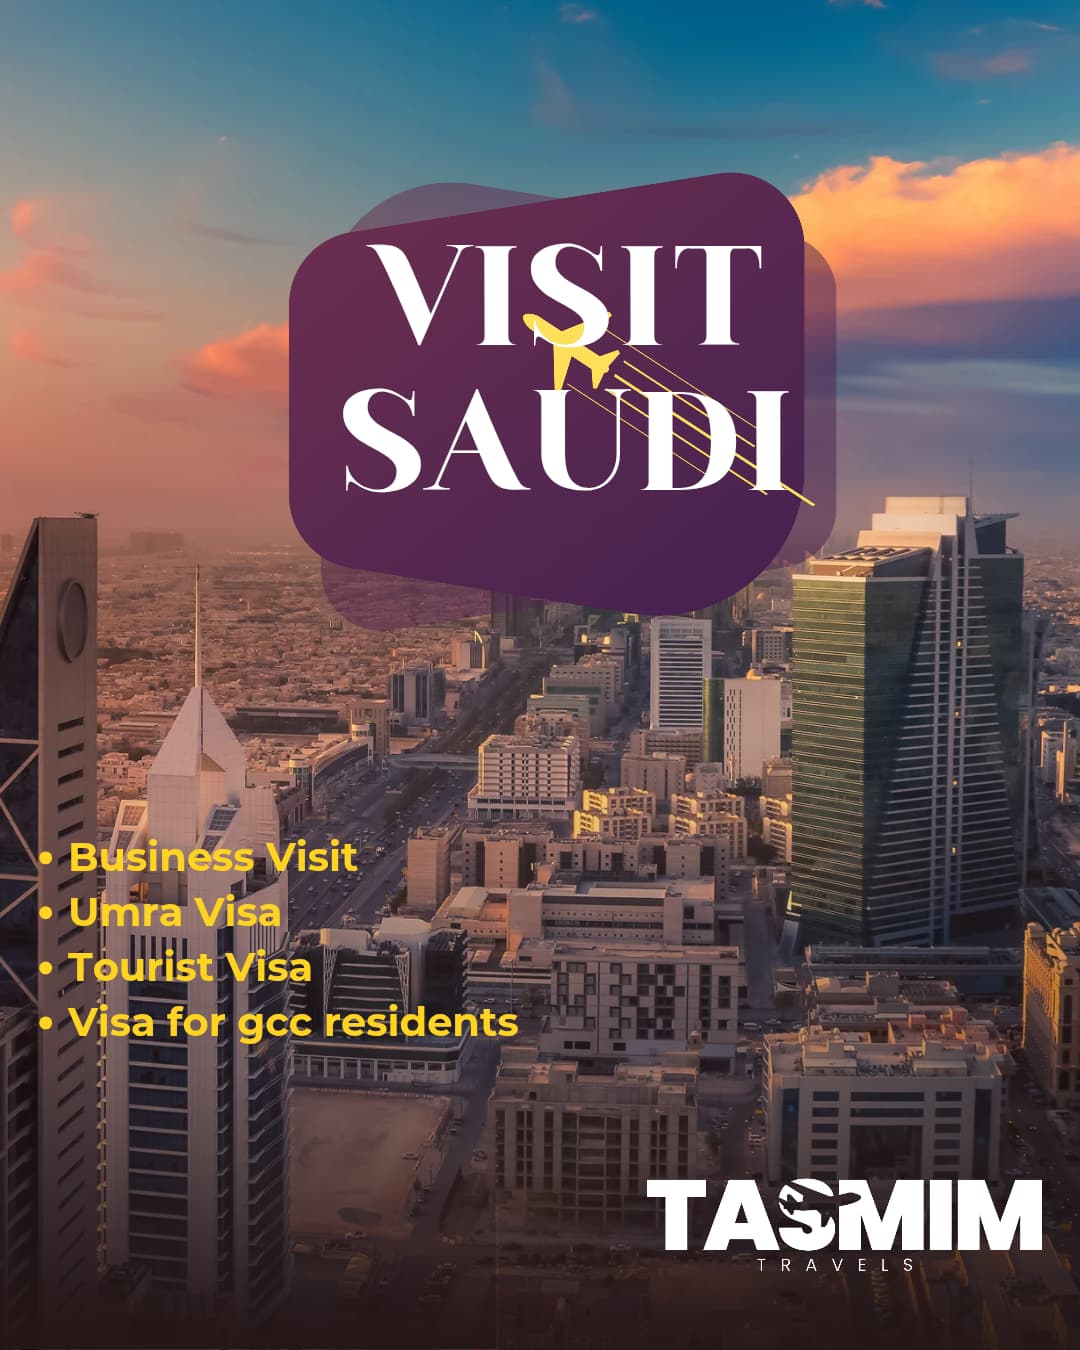 VISIT
SAUDI
• Business Visit
• Umra Visa
• Tourist Visa
• Visa for gcc residents
TASMIM
TRAVELS